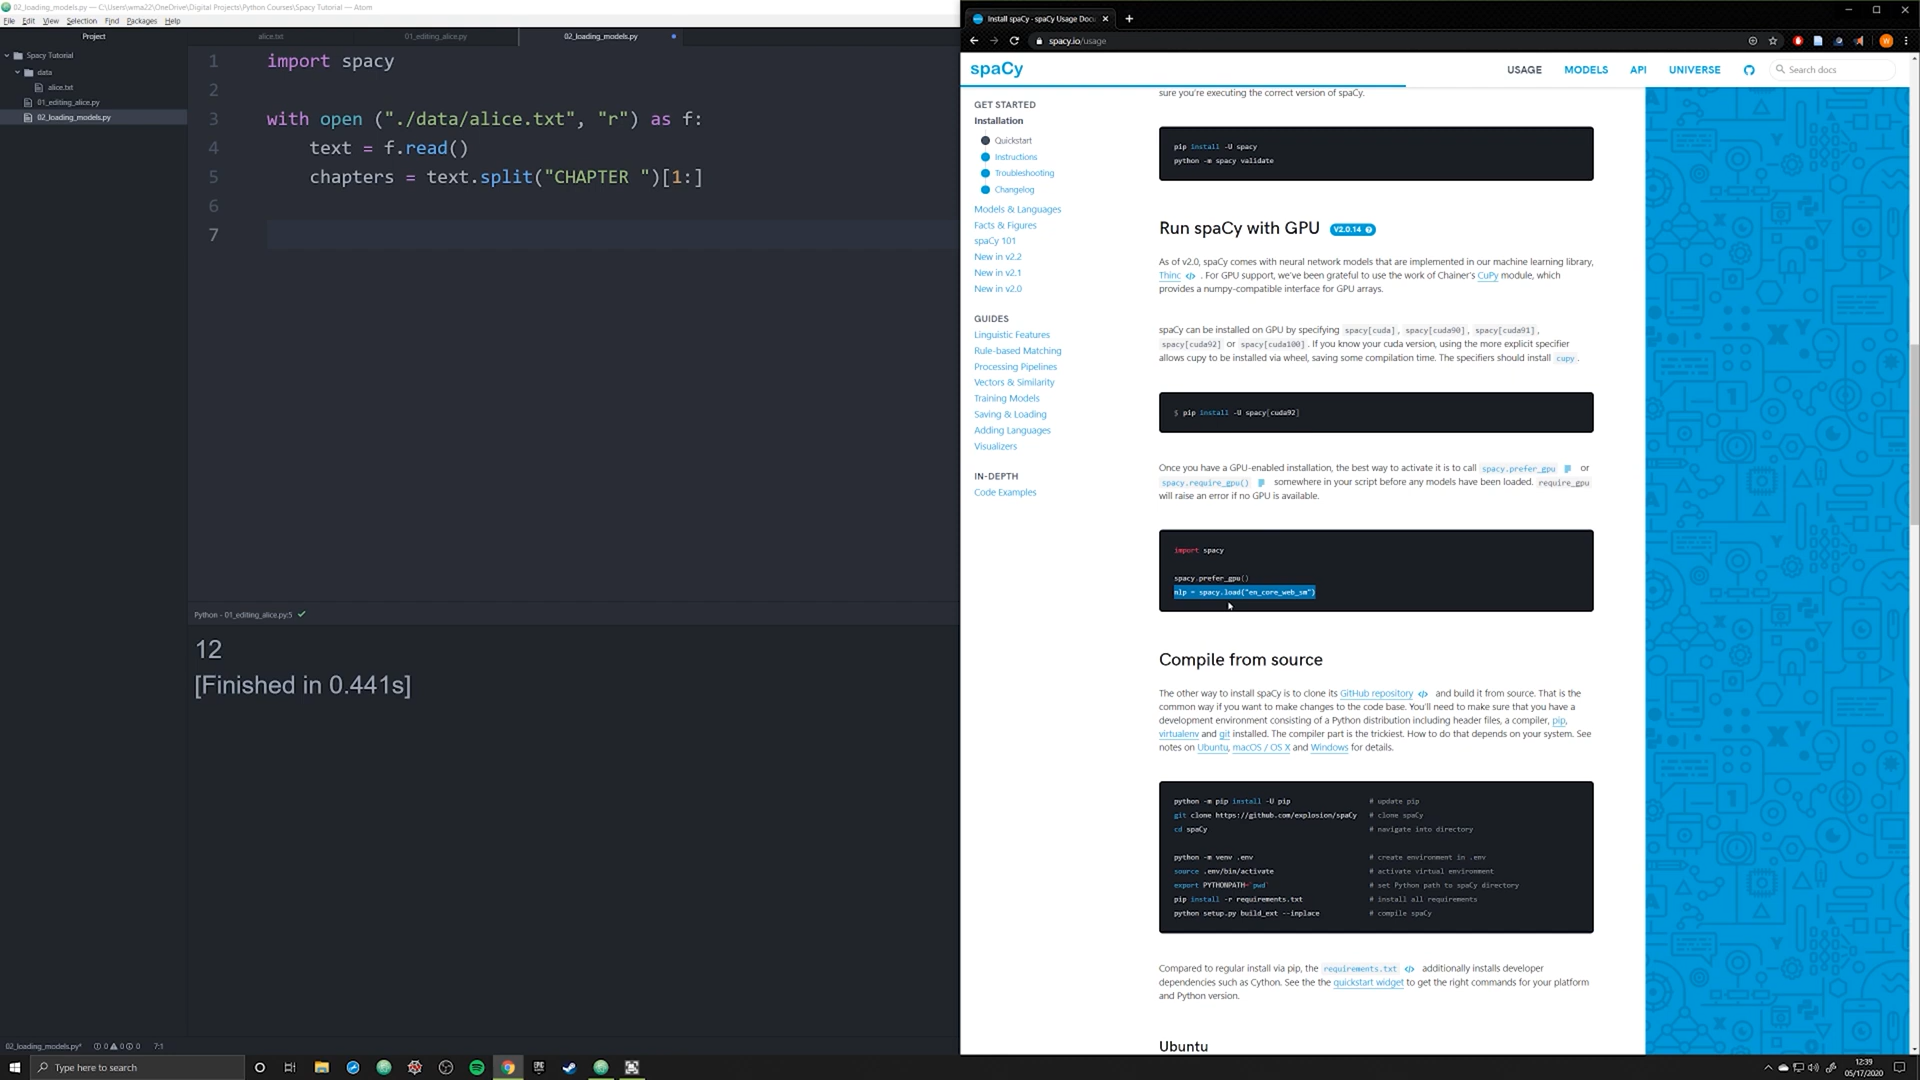 02_loading_models.py — C:\Users\wma22\OneDrive\Digital Projects\Python Courses\Spacy Tutorial — Atom
File Edit View Selection Find Packages Help
Project
alice.txt
01_editing_alice.py
02_loading_models.py
Spacy Tutorial
data
alice.txt
01_editing_alice.py
02_loading_models.py
1 import spacy
2
3 with open ("./data/alice.txt", "r") as f:
4 text = f.read()
5 chapters = text.split("CHAPTER ")[1:]
6
7
Python - 01_editing_alice.py:5
12
[Finished in 0.441s]
02_loading_models.py* 0 0 0 7:1
Install spaCy · spaCy Usage Docu
spacy.io/usage
spaCy
USAGE MODELS API UNIVERSE Search docs
GET STARTED
Installation
Quickstart
Instructions
Troubleshooting
Changelog
Models & Languages
Facts & Figures
spaCy 101
New in v2.2
New in v2.1
New in v2.0
GUIDES
Linguistic Features
Rule-based Matching
Processing Pipelines
Vectors & Similarity
Training Models
Saving & Loading
Adding Languages
Visualizers
IN-DEPTH
Code Examples
sure you're executing the correct version of spaCy.
pip install -U spacy
python -m spacy validate
Run spaCy with GPU V2.0.14
As of v2.0, spaCy comes with neural network models that are implemented in our machine learning library,
Thinc . For GPU support, we've been grateful to use the work of Chainer's CuPy module, which
provides a numpy-compatible interface for GPU arrays.
spaCy can be installed on GPU by specifying spacy[cuda] , spacy[cuda90] , spacy[cuda91] ,
spacy[cuda92] or spacy[cuda100] . If you know your cuda version, using the more explicit specifier
allows cupy to be installed via wheel, saving some compilation time. The specifiers should install cupy .
$ pip install -U spacy[cuda92]
Once you have a GPU-enabled installation, the best way to activate it is to call spacy.prefer_gpu or
spacy.require_gpu() somewhere in your script before any models have been loaded. require_gpu
will raise an error if no GPU is available.
import spacy
spacy.prefer_gpu()
nlp = spacy.load("en_core_web_sm")
Compile from source
The other way to install spaCy is to clone its GitHub repository and build it from source. That is the
common way if you want to make changes to the code base. You'll need to make sure that you have a
development environment consisting of a Python distribution including header files, a compiler, pip,
virtualenv and git installed. The compiler part is the trickiest. How to do that depends on your system. See
notes on Ubuntu, macOS / OS X and Windows for details.
python -m pip install -U pip # update pip
git clone https://github.com/explosion/spaCy # clone spaCy
cd spaCy # navigate into directory
python -m venv .env # create environment in .env
source .env/bin/activate # activate virtual environment
export PYTHONPATH=`pwd` # set Python path to spaCy directory
pip install -r requirements.txt # install all requirements
python setup.py build_ext --inplace # compile spaCy
Compared to regular install via pip, the requirements.txt additionally installs developer
dependencies such as Cython. See the the quickstart widget to get the right commands for your platform
and Python version.
Ubuntu
Type here to search
12:39
05/17/2020